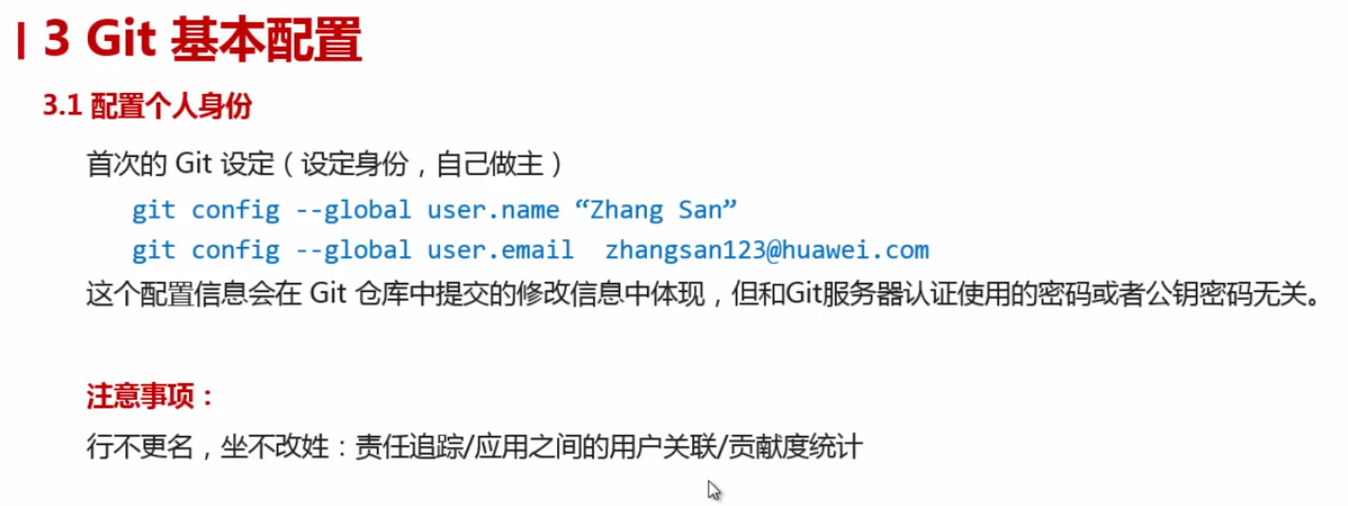 3 Git 基本配置
3.1 配置个人身份
首次的 Git 设定（设定身份，自己做主）
git config --global user.name “Zhang San”
git config --global user.email zhangsan123@huawei.com
这个配置信息会在 Git 仓库中提交的修改信息中体现，但和Git服务器认证使用的密码或者公钥密码无关。
注意事项：
行不更名，坐不改姓：责任追踪/应用之间的用户关联/贡献度统计